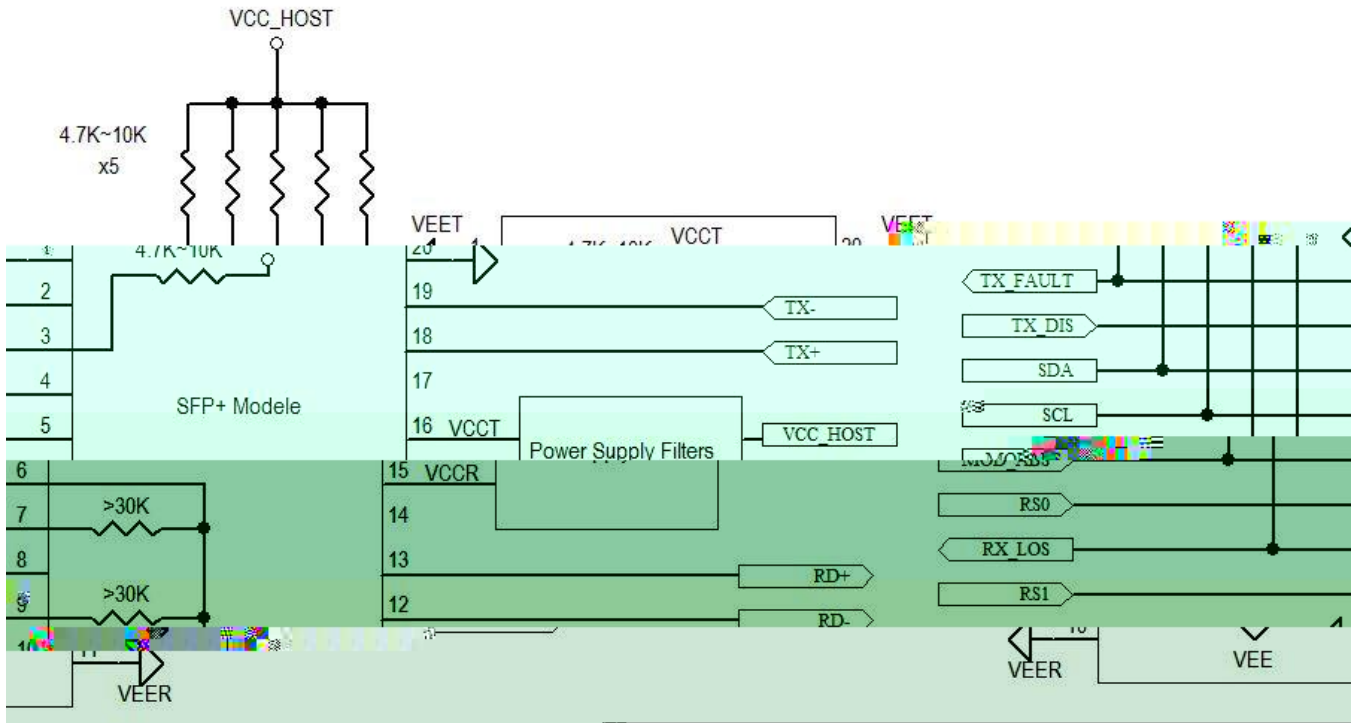 VCC_HOST
4.7K~10K
x5
VEET
VCCT
20
2
3
4
5
6
7
8
9
4.7K~10K
SFP+ Modele
>30K
>30K
19
18
17
16
15
14
13
12
VCCT
VCCR
Power Supply Filters
TX-
TX+
VCC_HOST
RD+
RD-
TX_FAULT
TX_DIS
SDA
SCL
RS0
RX_LOS
RS1
VEER
VEER
VEE